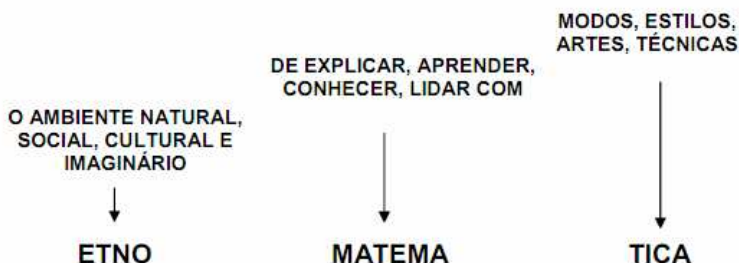 MODOS, ESTILOS,
ARTES, TÉCNICAS
DE EXPLICAR, APRENDER,
CONHECER, LIDAR COM
O AMBIENTE NATURAL,
SOCIAL, CULTURAL E
IMAGINÁRIO
ETNO MATEMA TICA